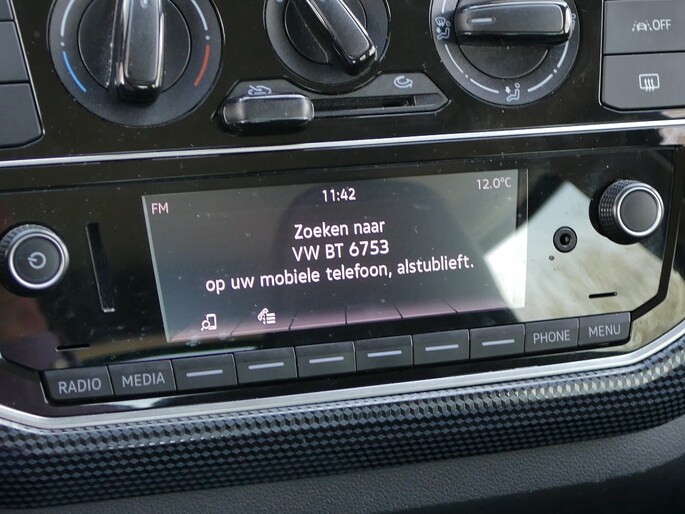 OFF
11:42
FM
12.0°C
Zoeken naar
VW BT 6753
op uw mobiele telefoon, alstublieft.
RADIO
MEDIA
PHONE
MENU